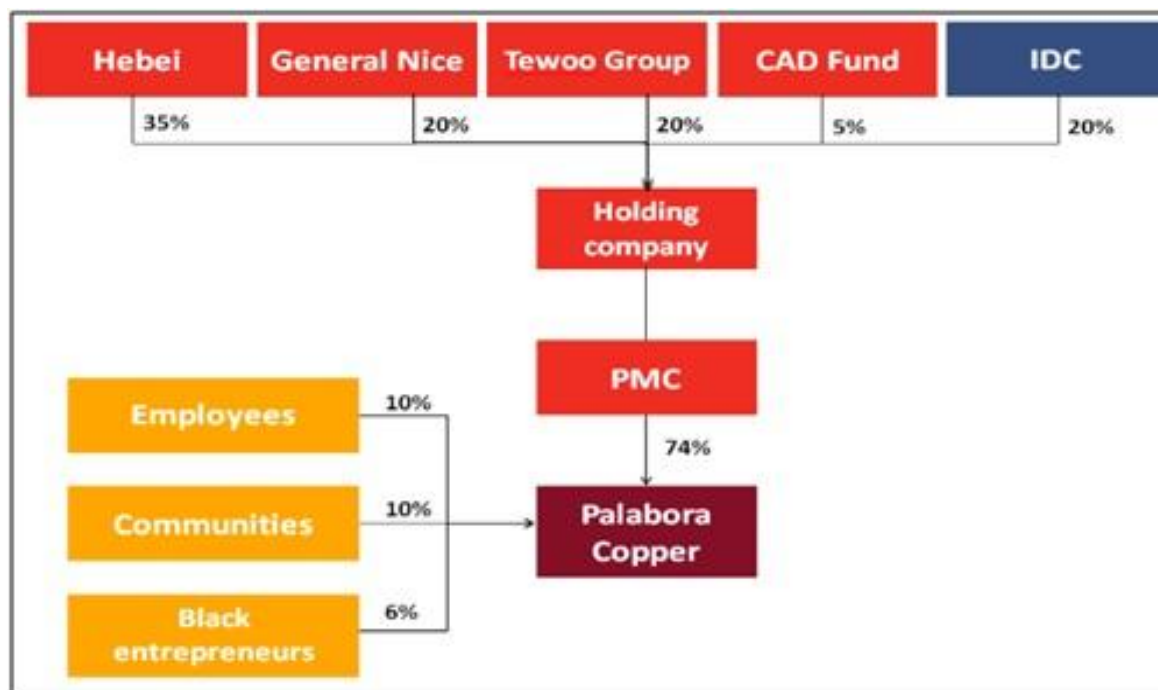 Hebei
General Nice
Tewoo Group
CAD Fund
IDC
35%
20%
20%
5%
20%
Holding
company
PMC
74%
Employees
10%
Communities
10%
Black
entrepreneurs
6%
Palabora
Copper